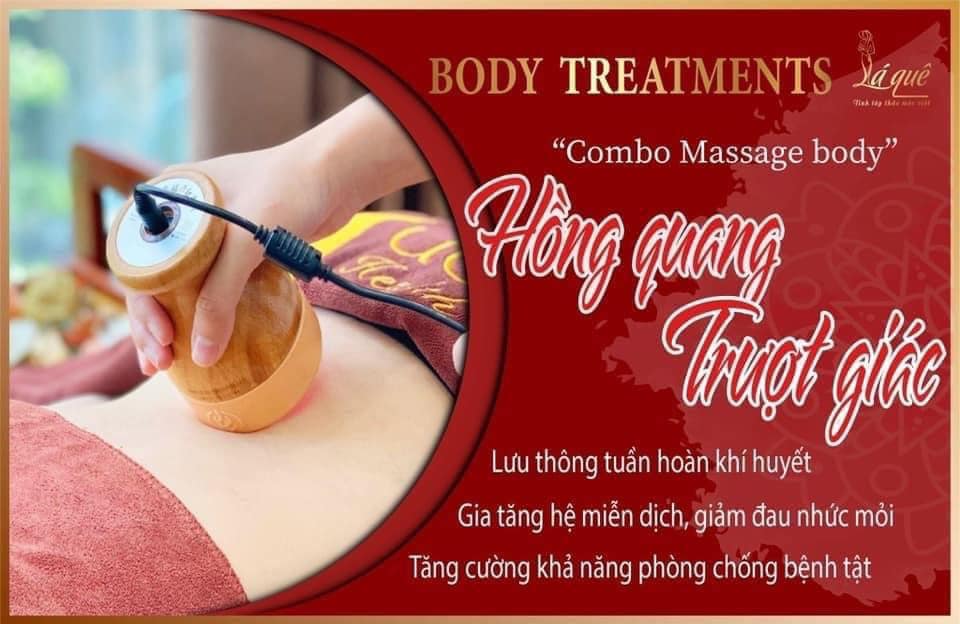 BODY TREATMENTS
Lá quê
Tinh túy thảo mộc việt
“Combo Massage body”
Hồng quang
Trượt giác
Lưu thông tuần hoàn khí huyết
Gia tăng hệ miễn dịch, giảm đau nhức mỏi
Tăng cường khả năng phòng chống bệnh tật